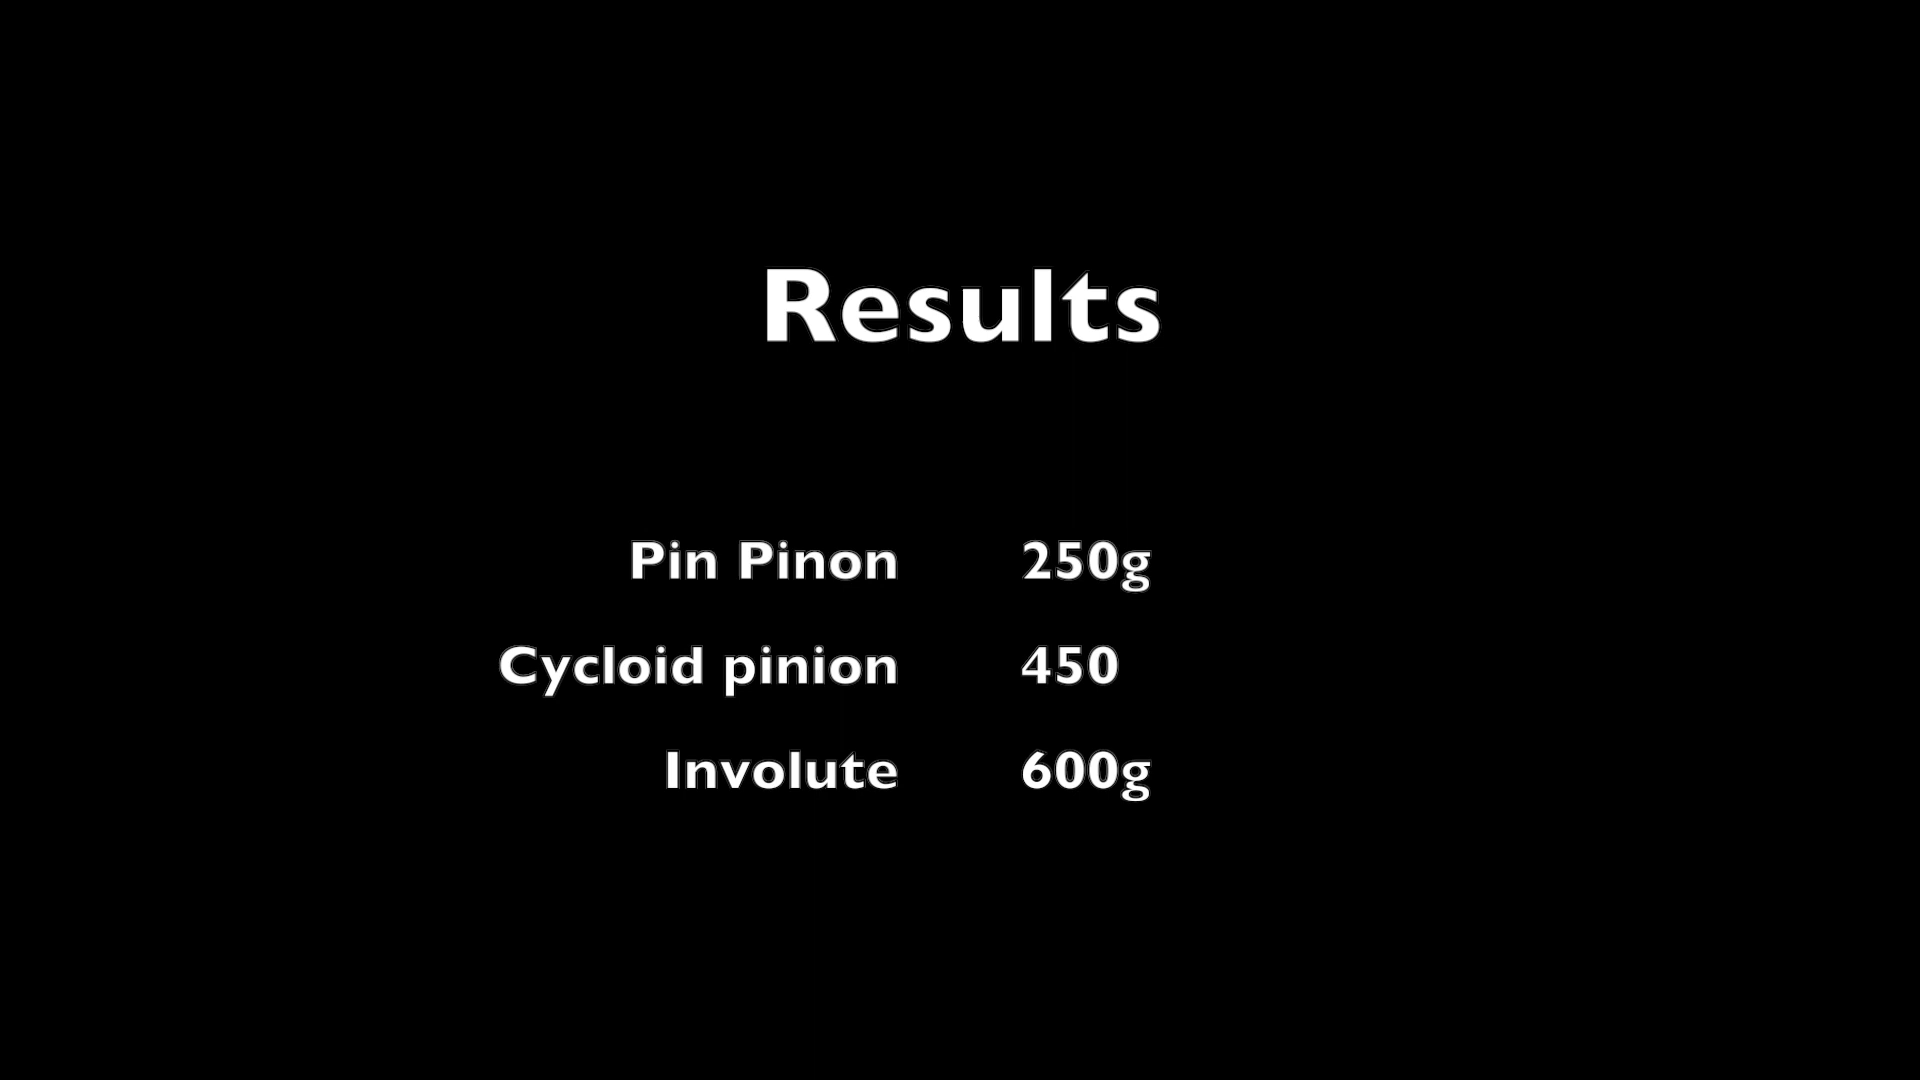 Results
Pin Pinon 250g
Cycloid pinion 450
Involute 600g